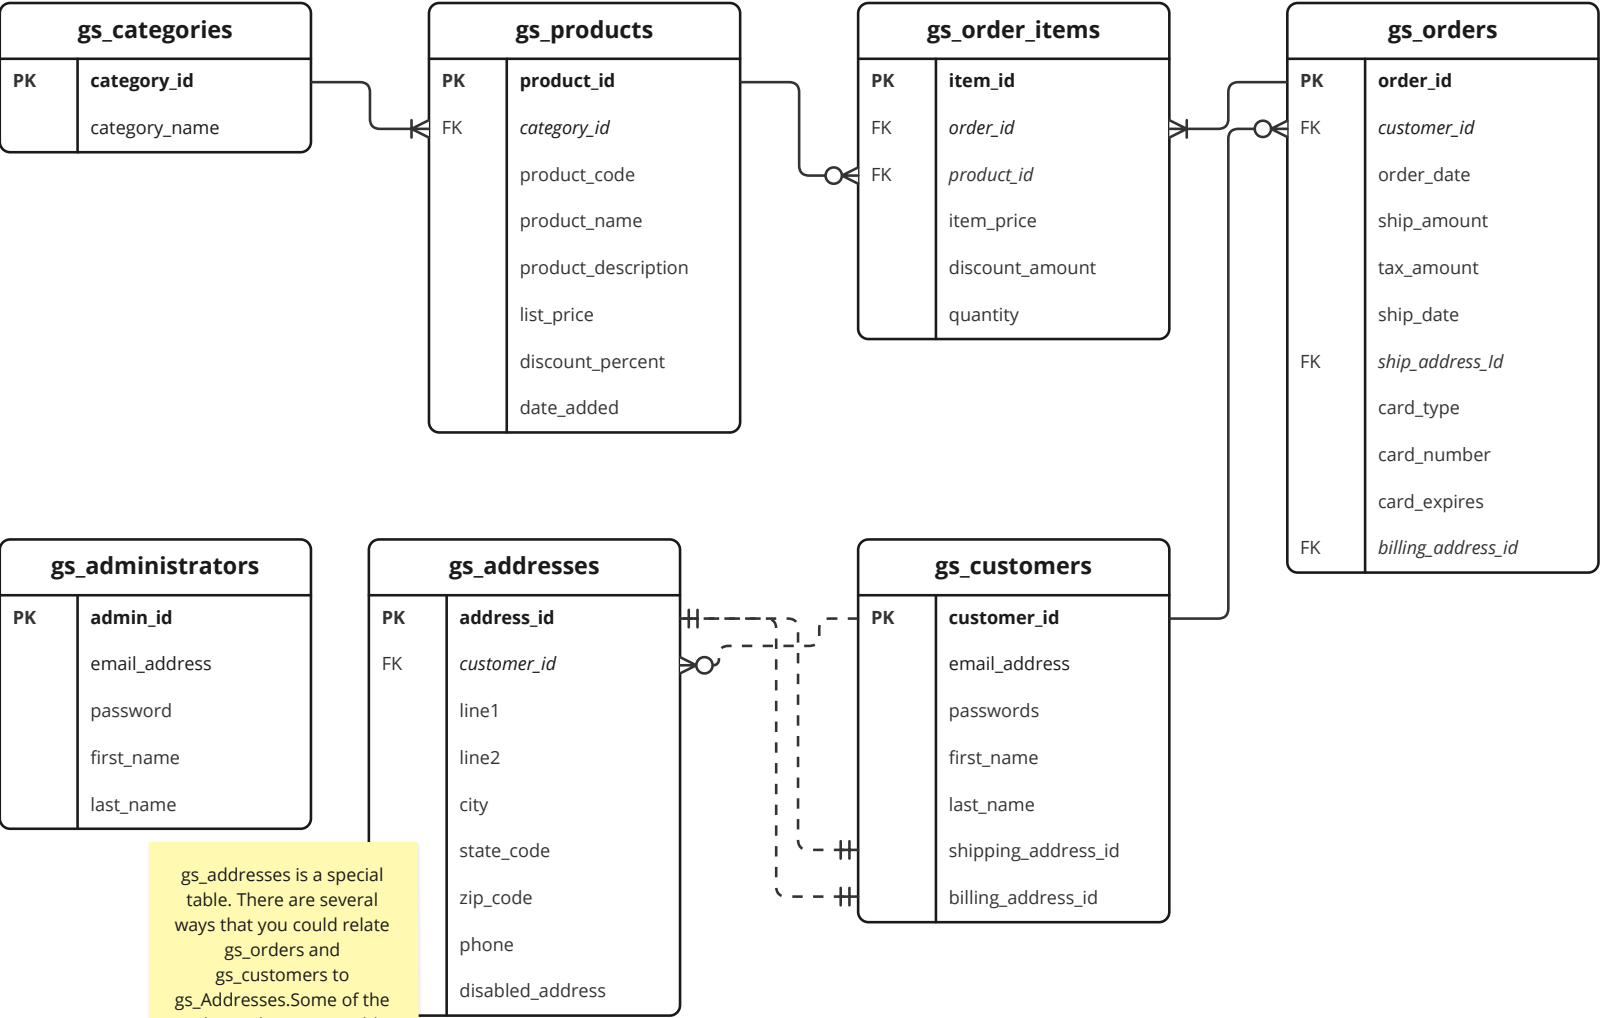 gs_categories
PK category_id
category_name
gs_products
PK product_id
FK category_id
product_code
product_name
product_description
list_price
discount_percent
date_added
gs_order_items
PK item_id
FK order_id
FK product_id
item_price
discount_amount
quantity
gs_orders
PK order_id
FK customer_id
order_date
ship_amount
tax_amount
ship_date
FK ship_address_Id
card_type
card_number
card_expires
FK billing_address_id
gs_administrators
PK admin_id
email_address
password
first_name
last_name
gs_addresses
PK address_id
FK customer_id
line1
line2
city
state_code
zip_code
phone
disabled_address
gs_customers
PK customer_id
email_address
passwords
first_name
last_name
shipping_address_id
billing_address_id
gs_addresses is a special
table. There are several
ways that you could relate
gs_orders and
gs_customers to
gs_Addresses.Some of the